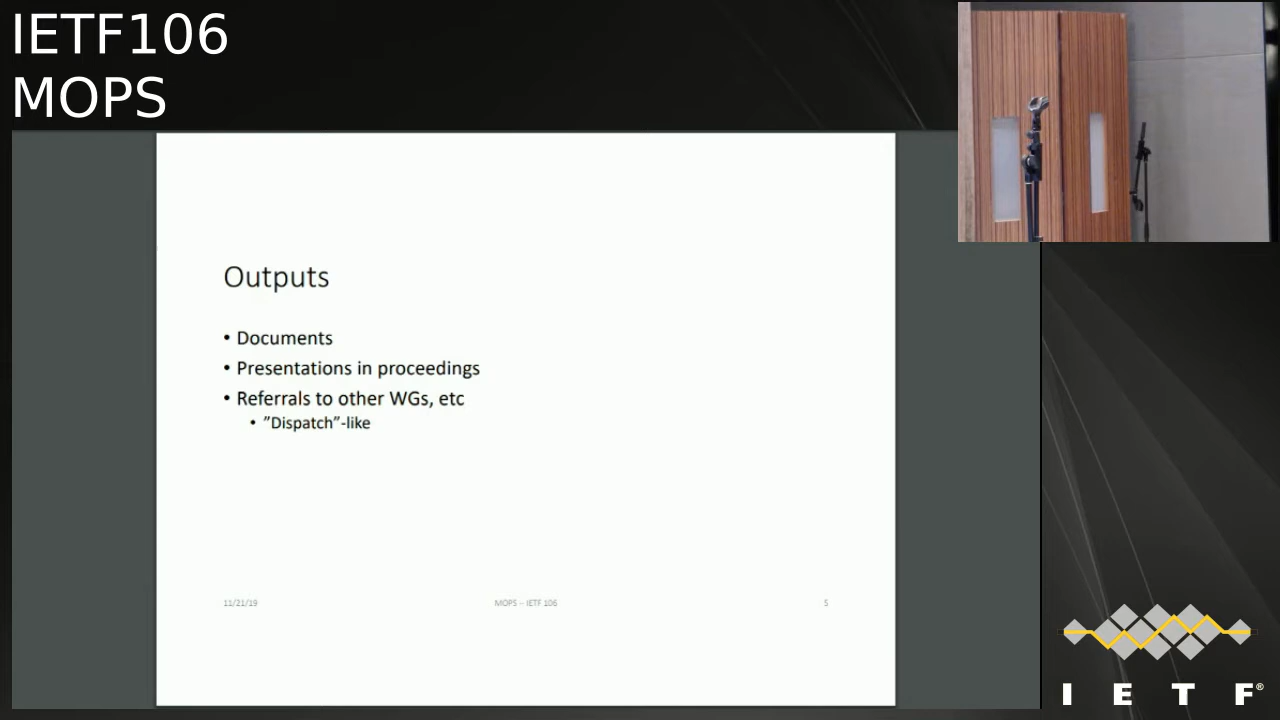 IETF106
MOPS
Outputs
• Documents
• Presentations in proceedings
• Referrals to other WGs, etc
• ”Dispatch”-like
11/21/19 MOPS – IETF 106 5
I E T F®